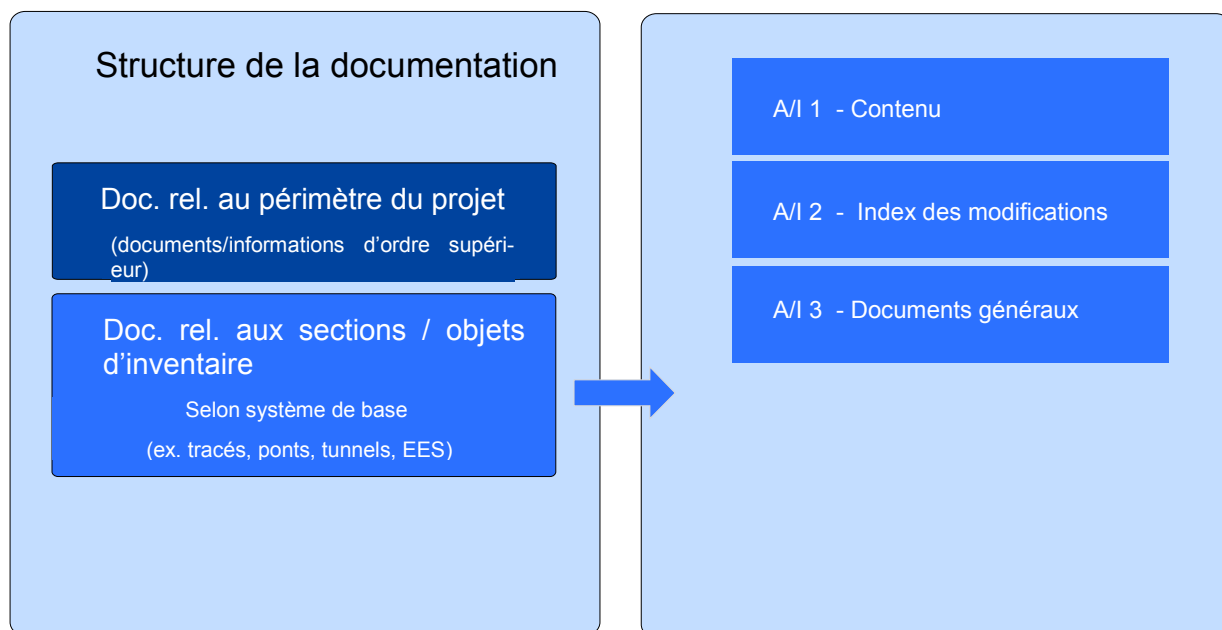 Structure de la documentation
Doc. rel. au périmètre du projet
(documents/informations d'ordre supéri-
eur)
Doc. rel. aux sections / objets
d'inventaire
Selon système de base
(ex. tracés, ponts, tunnels, EES)
A/I 1 - Contenu
A/I 2 - Index des modifications
A/I 3 - Documents généraux